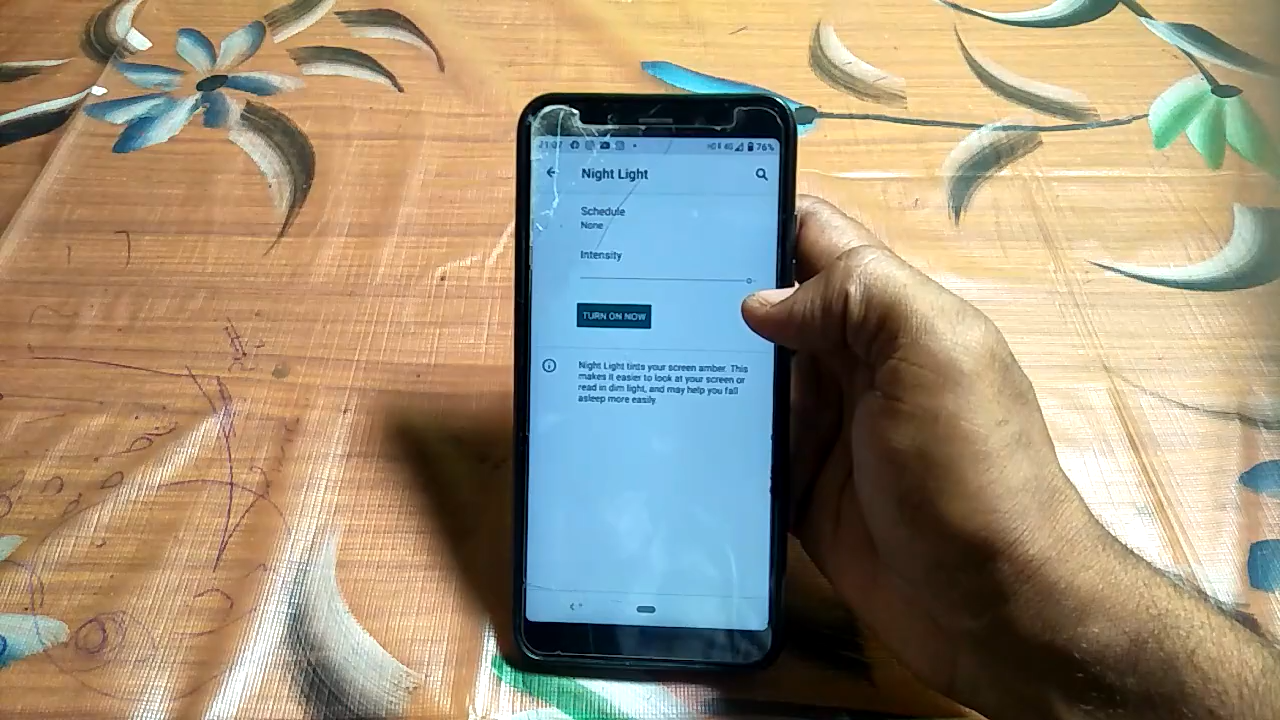 76%
Night Light
Schedule
None
Intensity
TURN ON NOW
Night Light tints your screen amber. This
makes it easier to look at your screen or
read in dim light, and may help you fall
asleep more easily.